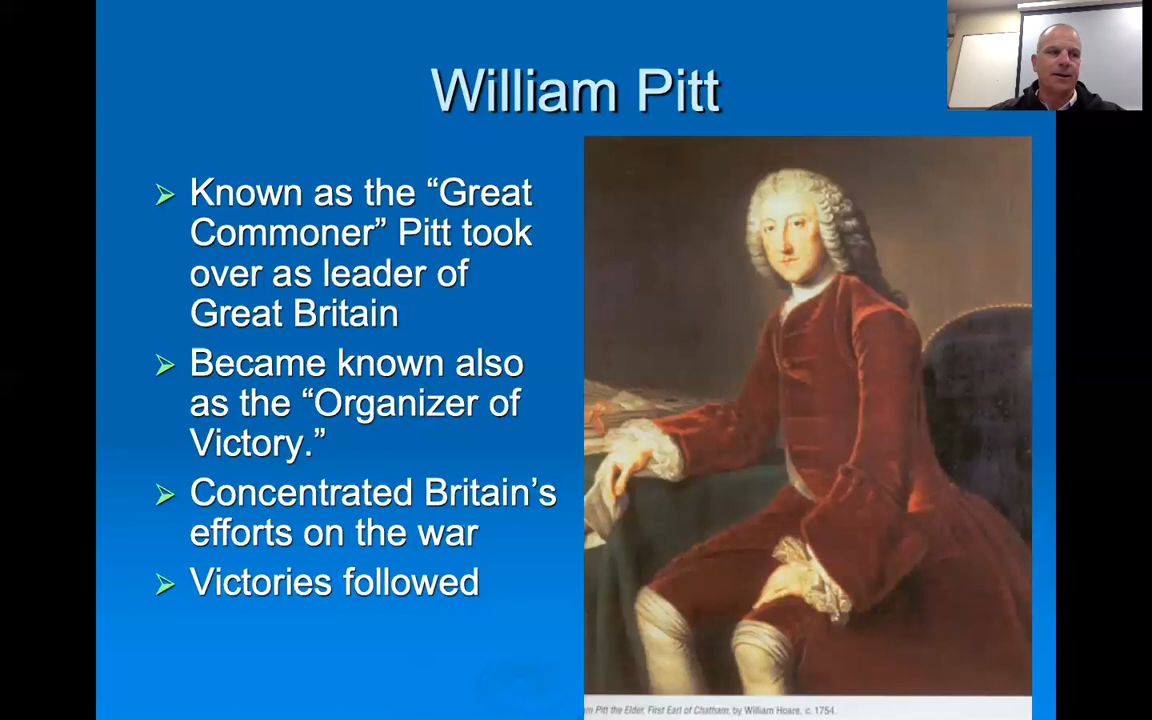 William Pitt
Known as the “Great
Commoner” Pitt took
over as leader of
Great Britain
Became known also
as the “Organizer of
Victory.”
Concentrated Britain’s
efforts on the war
Victories followed
Pitt the Elder, First Earl of Chatham, by William Hoare, c. 1754.